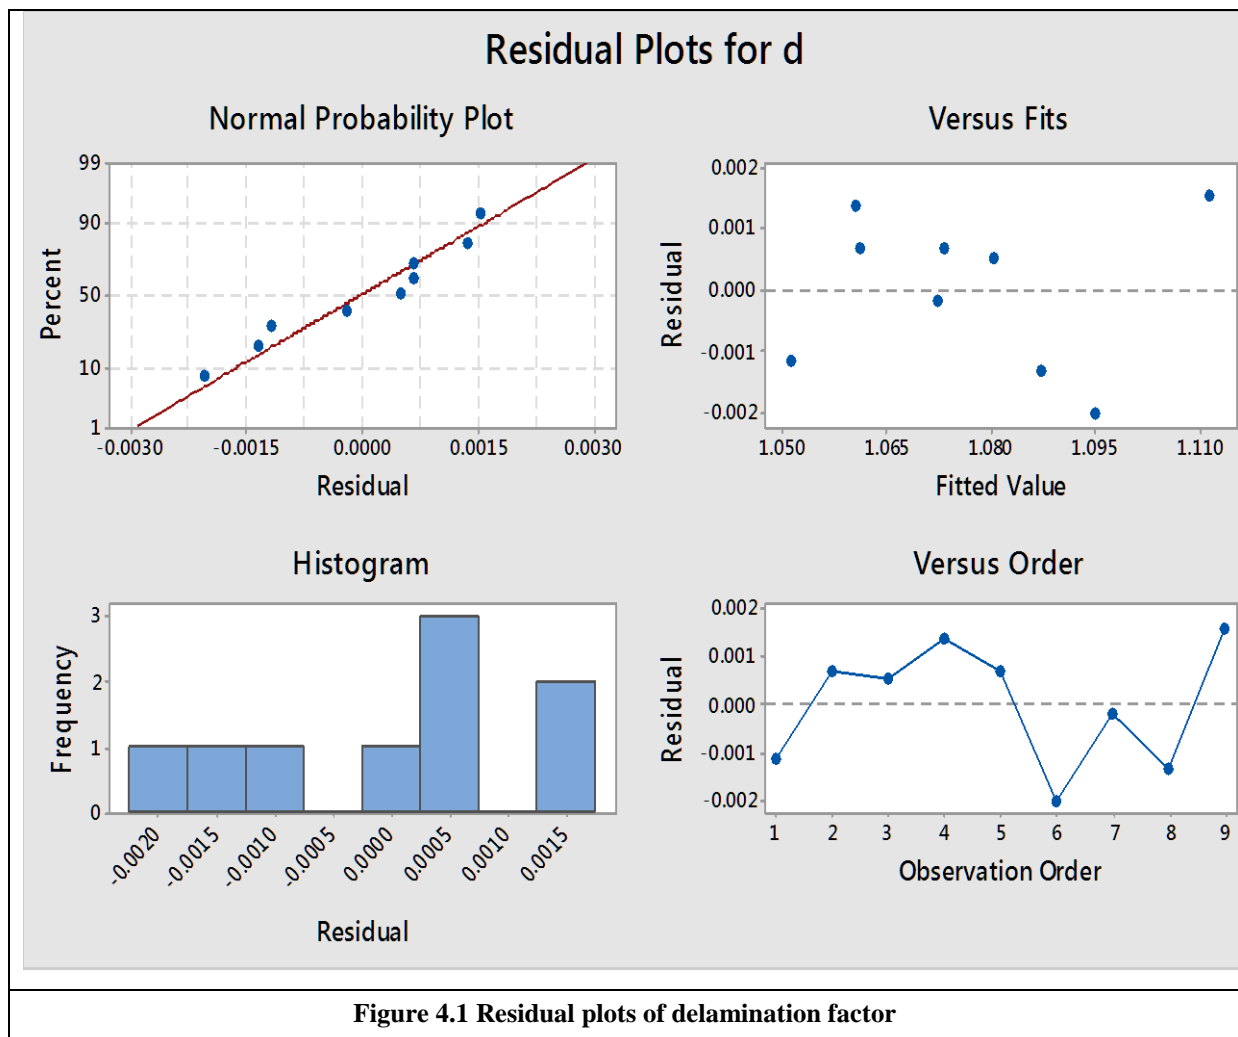 Residual Plots for d
Normal Probability Plot
99
90
50
10
1
Percent
-0.0030 -0.0015 0.0000 0.0015 0.0030
Residual
Versus Fits
0.002
0.001
0.000
-0.001
-0.002
Residual
1.050 1.065 1.080 1.095 1.110
Fitted Value
Histogram
3
2
1
0
Frequency
-0.0020 -0.0015 -0.0010 -0.0005 0.0000 0.0005 0.0010 0.0015
Residual
Versus Order
0.002
0.001
0.000
-0.001
-0.002
Residual
1 2 3 4 5 6 7 8 9
Observation Order
Figure 4.1 Residual plots of delamination factor